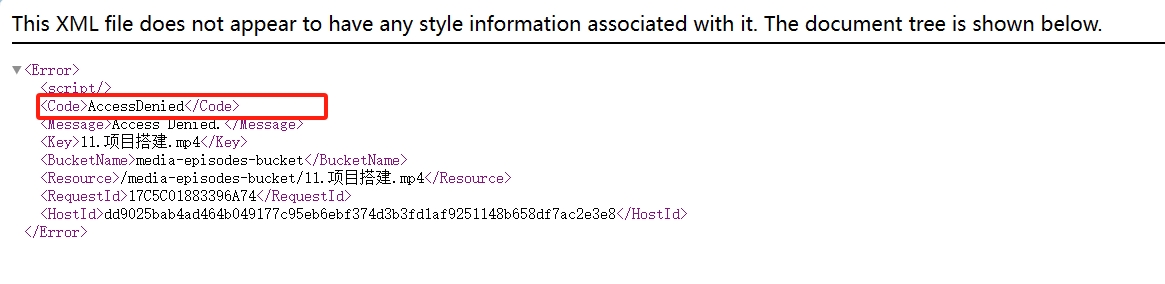 This XML file does not appear to have any style information associated with it. The document tree is shown below.
▼<Error>
<script/>
<Code>AccessDenied</Code>
<Message>Access Denied.</Message>
<Key>11.项目搭建.mp4</Key>
<BucketName>media-episodes-bucket</BucketName>
<Resource>/media-episodes-bucket/11.项目搭建.mp4</Resource>
<RequestId>17C5C01883396A74</RequestId>
<HostId>dd9025bab4ad464b049177c95eb6ebf374d3b3fd1af9251148b658df7ac2e3e8</HostId>
</Error>